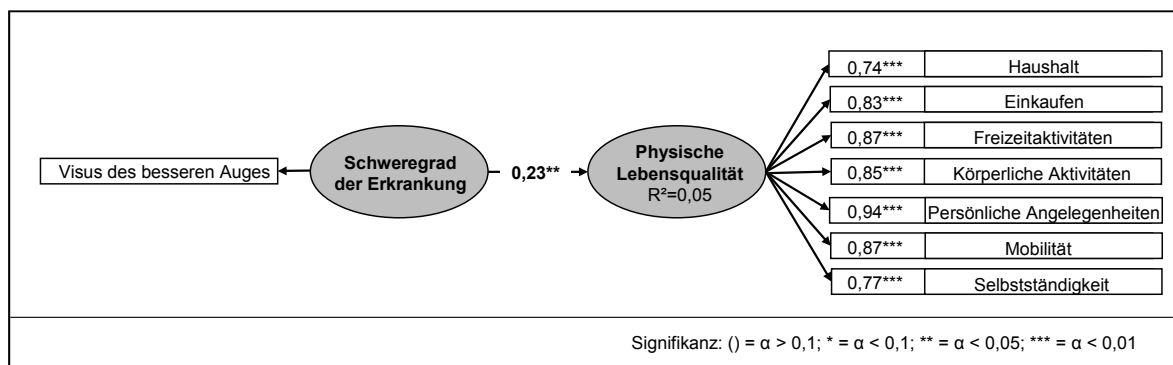 Visus des besseren Auges
Schweregrad
der Erkrankung
0,23**
Physische
Lebensqualität
R²=0,05
0,74*** Haushalt
0,83*** Einkaufen
0,87*** Freizeitaktivitäten
0,85*** Körperliche Aktivitäten
0,94*** Persönliche Angelegenheiten
0,87*** Mobilität
0,77*** Selbstständigkeit
Signifikanz: () = α > 0,1; * = α < 0,1; ** = α < 0,05; *** = α < 0,01